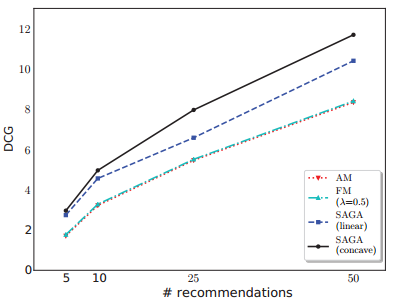 DCG
12
10
8
6
4
2
0
5 10 25 50
# recommendations
AM
FM
(λ=0.5)
SAGA
(linear)
SAGA
(concave)